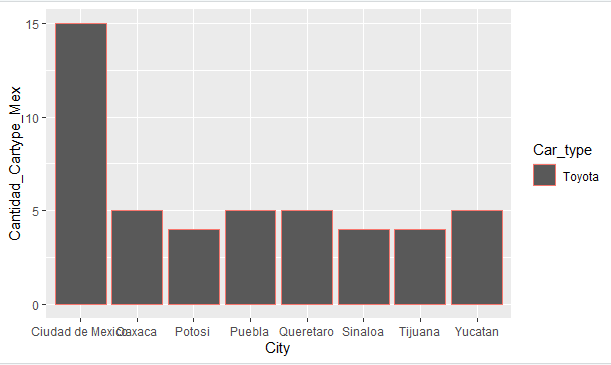 15
10
5
0
Cantidad_Cartype_Mex
Ciudad de Mexico Oaxaca Potosi Puebla Queretaro Sinaloa Tijuana Yucatan
City
Car_type
Toyota